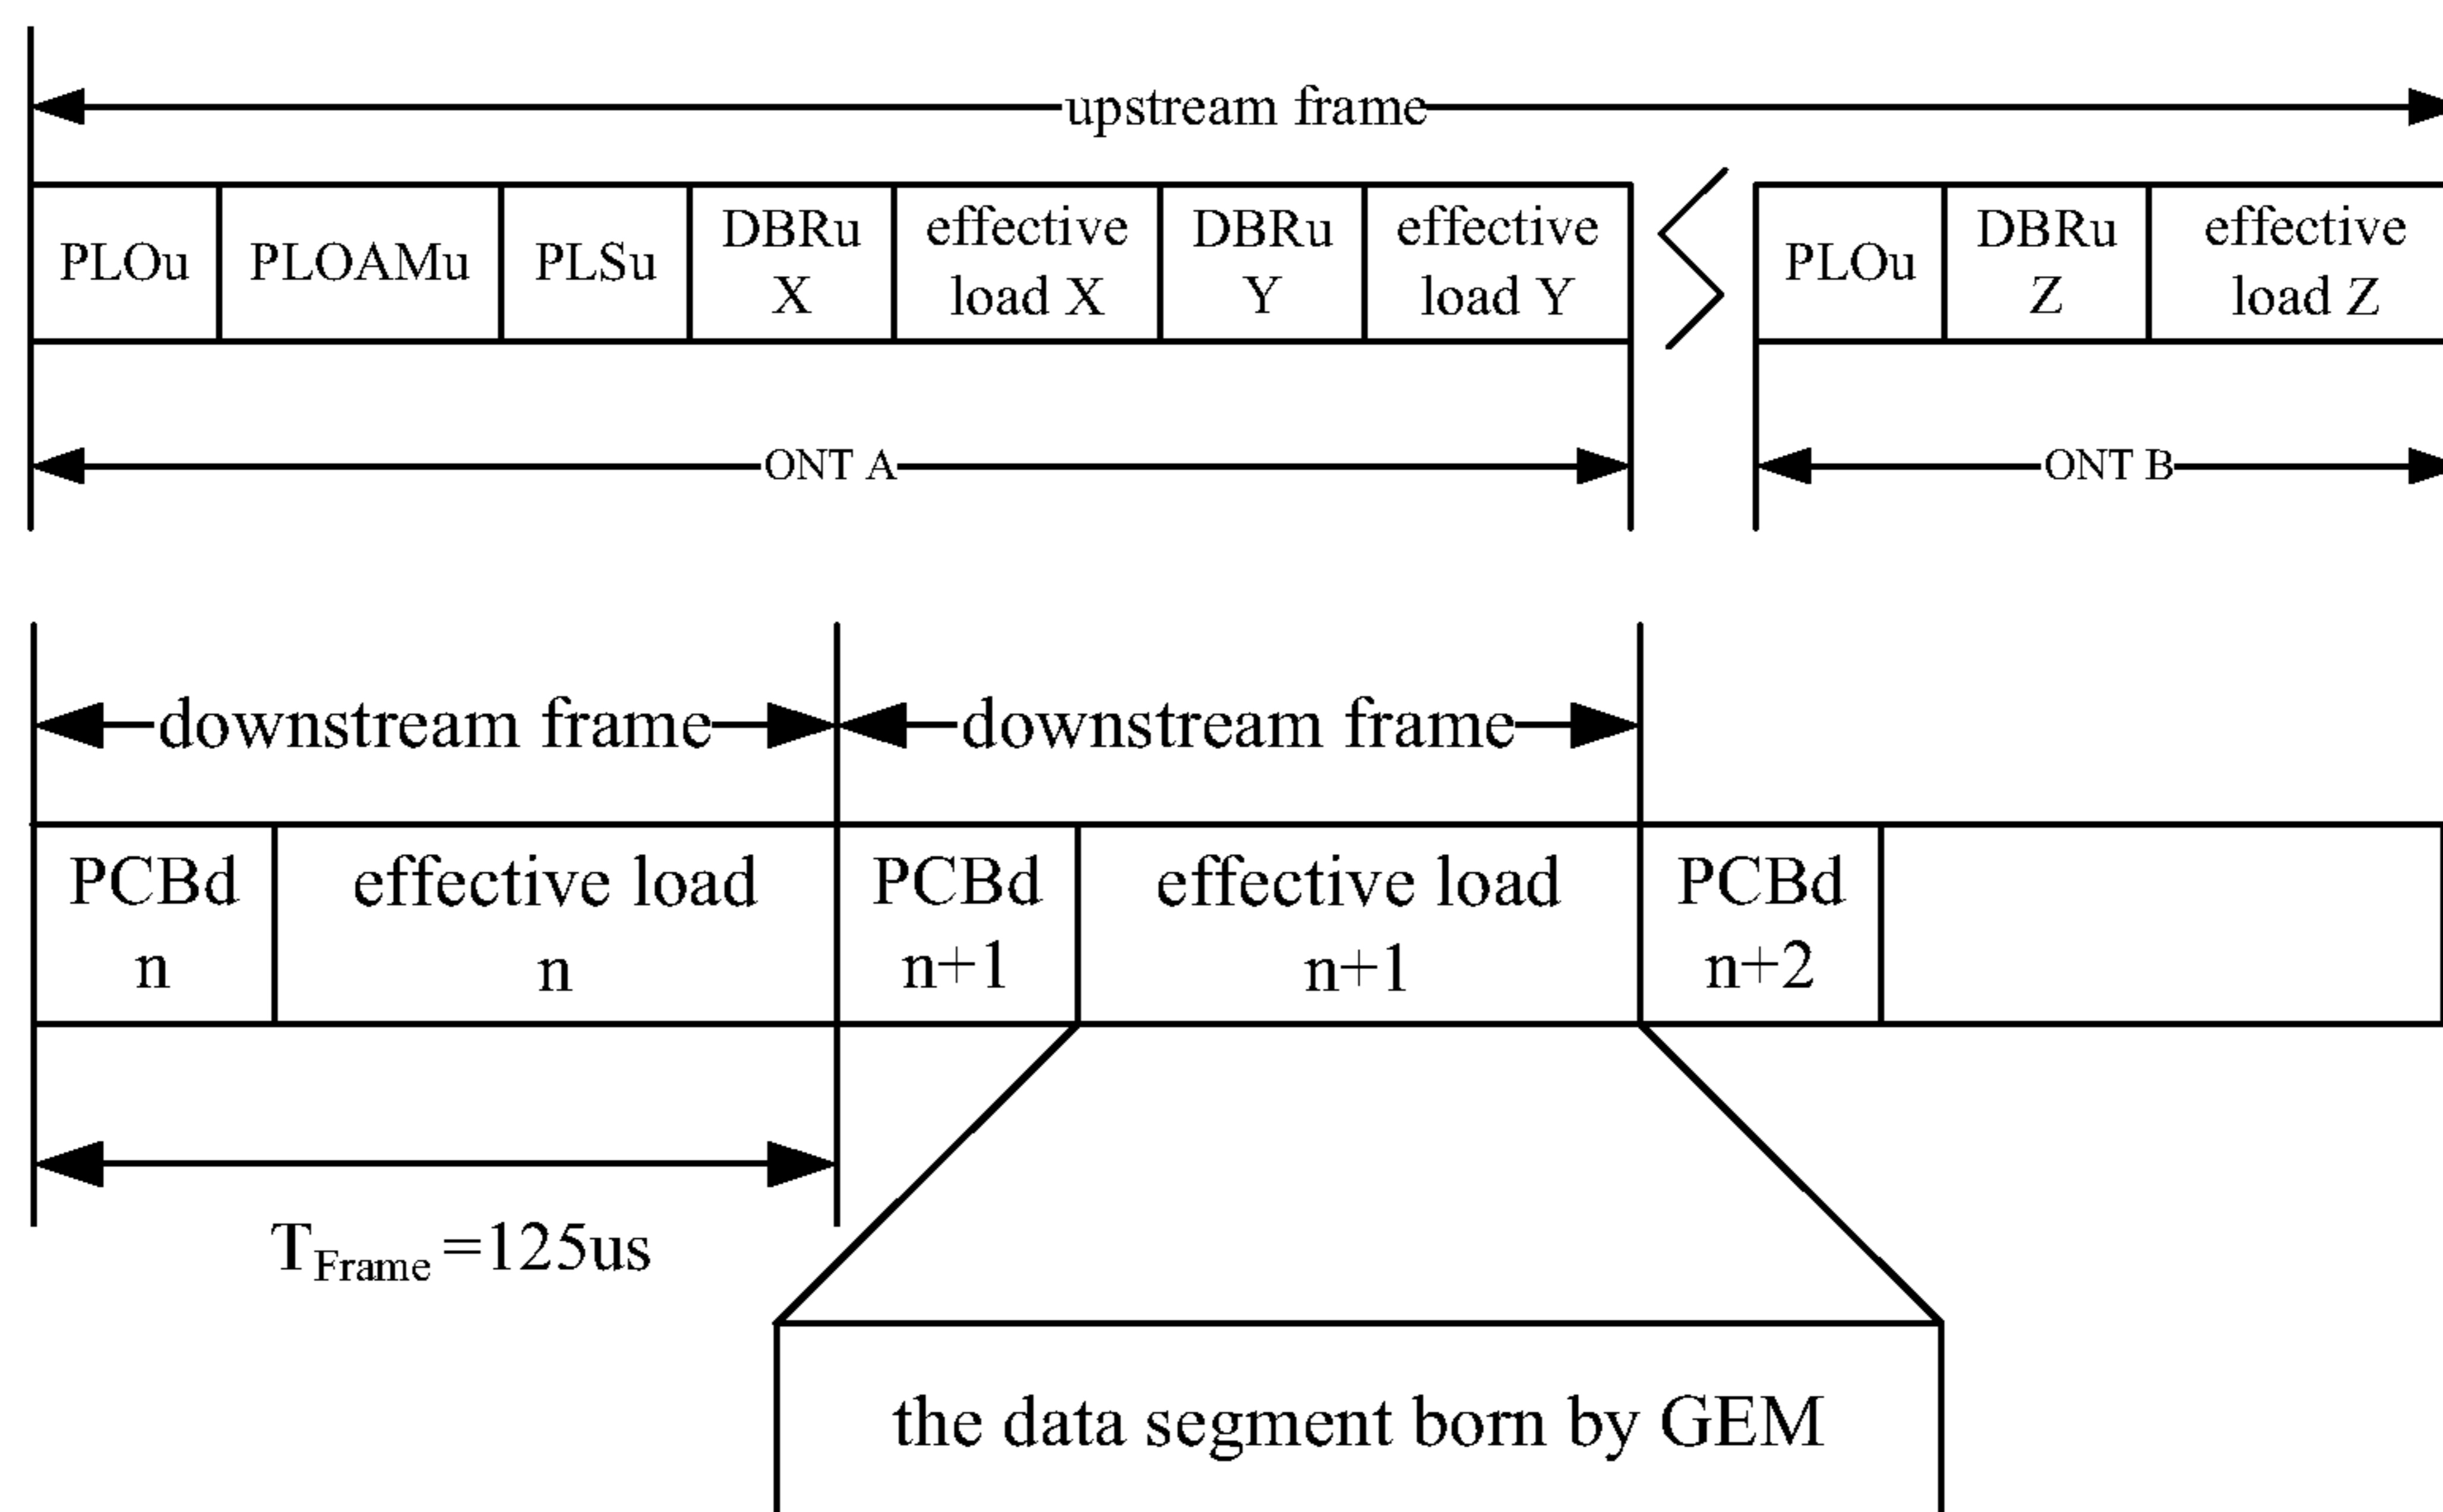 upstream frame
PLOu
PLOAMu
PLSu
DBRu
X
effective
load X
DBRu
Y
effective
load Y
PLOu
DBRu
Z
effective
load Z
ONT A
ONT B
downstream frame
downstream frame
PCBd
n
effective load
n
PCBd
n+1
effective load
n+1
PCBd
n+2
TFrame =125us
the data segment born by GEM